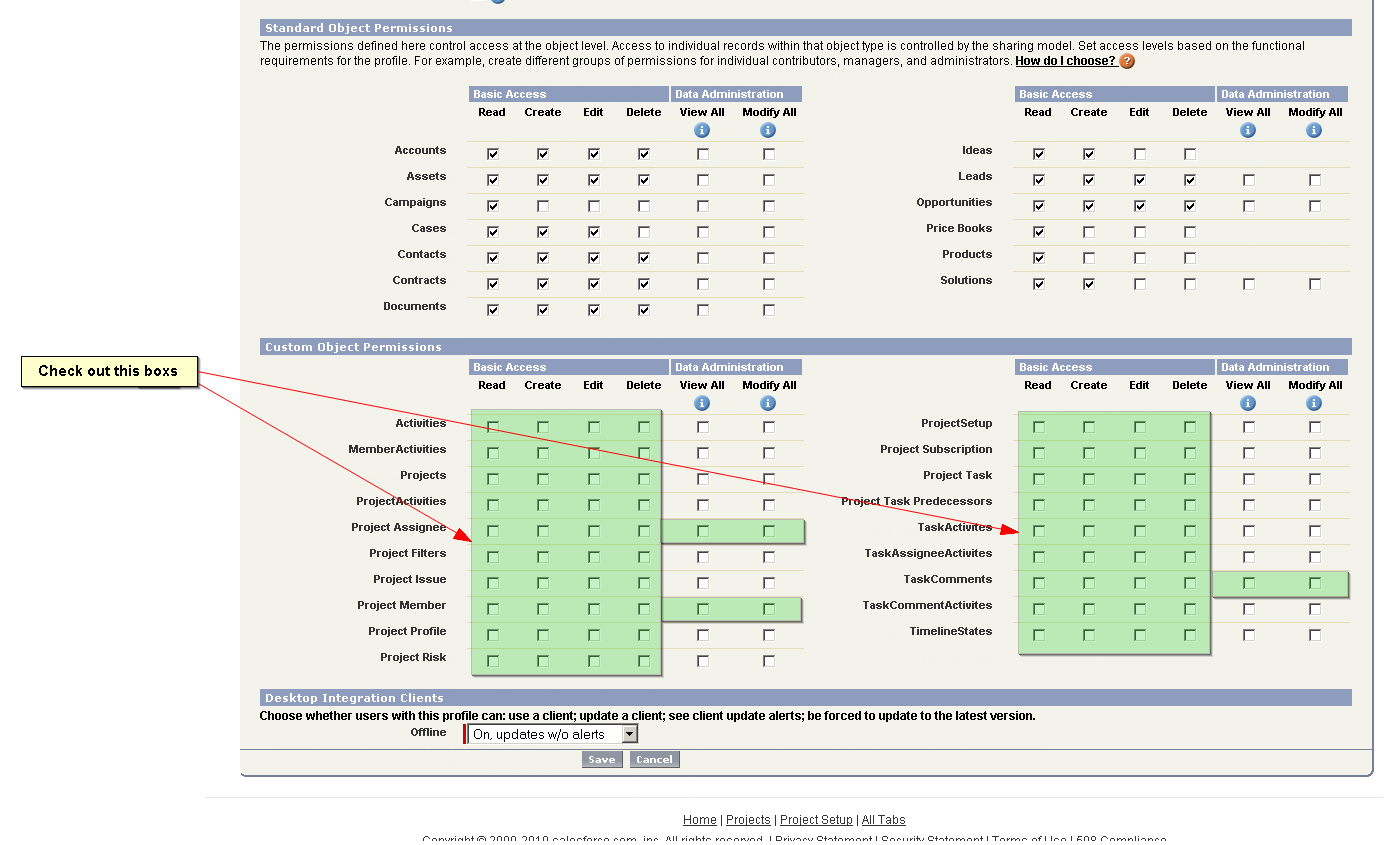 Standard Object Permissions
The permissions defined here control access at the object level. Access to individual records within that object type is controlled by the sharing model. Set access levels based on the functional
requirements for the profile. For example, create different groups of permissions for individual contributors, managers, and administrators. How do I choose? ?
Basic Access Data Administration
Read Create Edit Delete View All Modify All
i i
Accounts
Assets
Campaigns
Cases
Contacts
Contracts
Documents
Basic Access Data Administration
Read Create Edit Delete View All Modify All
i i
Ideas
Leads
Opportunities
Price Books
Products
Solutions
Custom Object Permissions
Check out this boxs
Basic Access Data Administration
Read Create Edit Delete View All Modify All
i i
Activities
MemberActivities
Projects
ProjectActivities
Project Assignee
Project Filters
Project Issue
Project Member
Project Profile
Project Risk
Basic Access Data Administration
Read Create Edit Delete View All Modify All
i i
ProjectSetup
Project Subscription
Project Task
Project Task Predecessors
TaskActivites
TaskAssigneeActivites
TaskComments
TaskCommentActivites
TimelineStates
Desktop Integration Clients
Choose whether users with this profile can: use a client; update a client; see client update alerts; be forced to update to the latest version.
Offline On, updates w/o alerts
Save Cancel
Home | Projects | Project Setup | All Tabs
Copyright © 2000-2010 salesforce.com, inc. All rights reserved. | Privacy Statement | Security Statement | Terms of Use | 508 Compliance